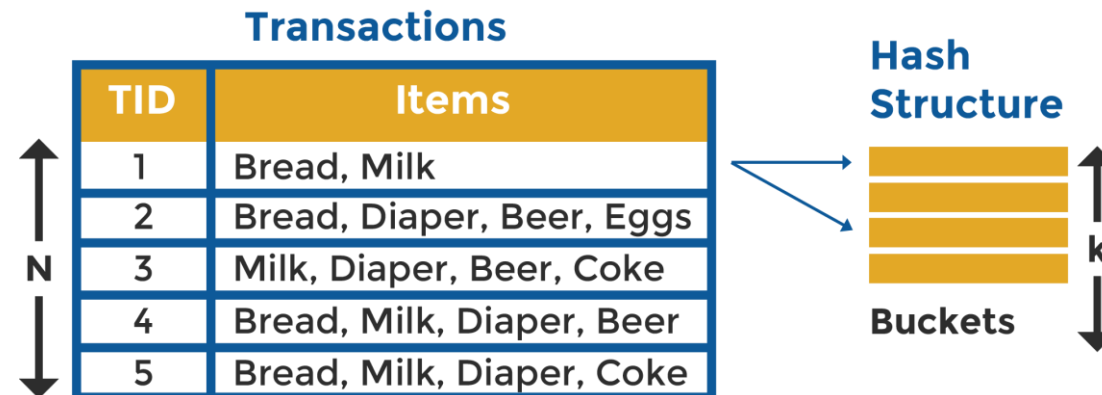 Transactions
TID Items
1 Bread, Milk
2 Bread, Diaper, Beer, Eggs
3 Milk, Diaper, Beer, Coke
4 Bread, Milk, Diaper, Beer
5 Bread, Milk, Diaper, Coke
N
Hash
Structure
k
Buckets